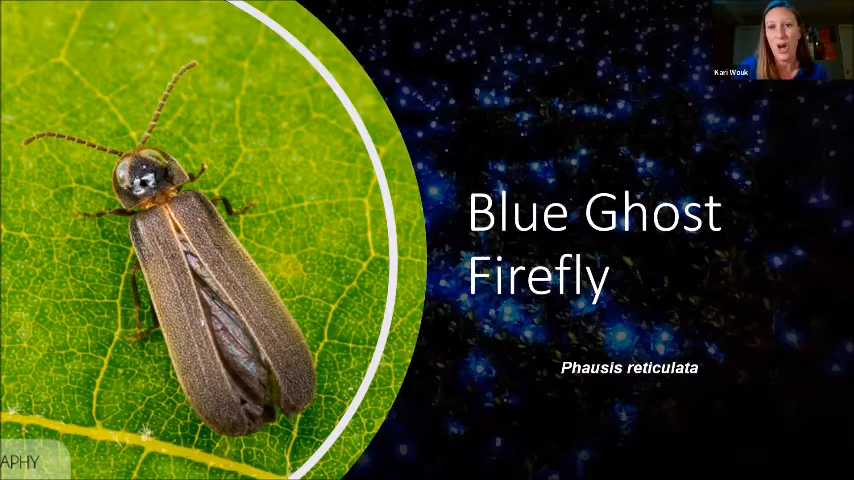 Kari Wouk
Blue Ghost
Firefly
Phausis reticulata
APHY